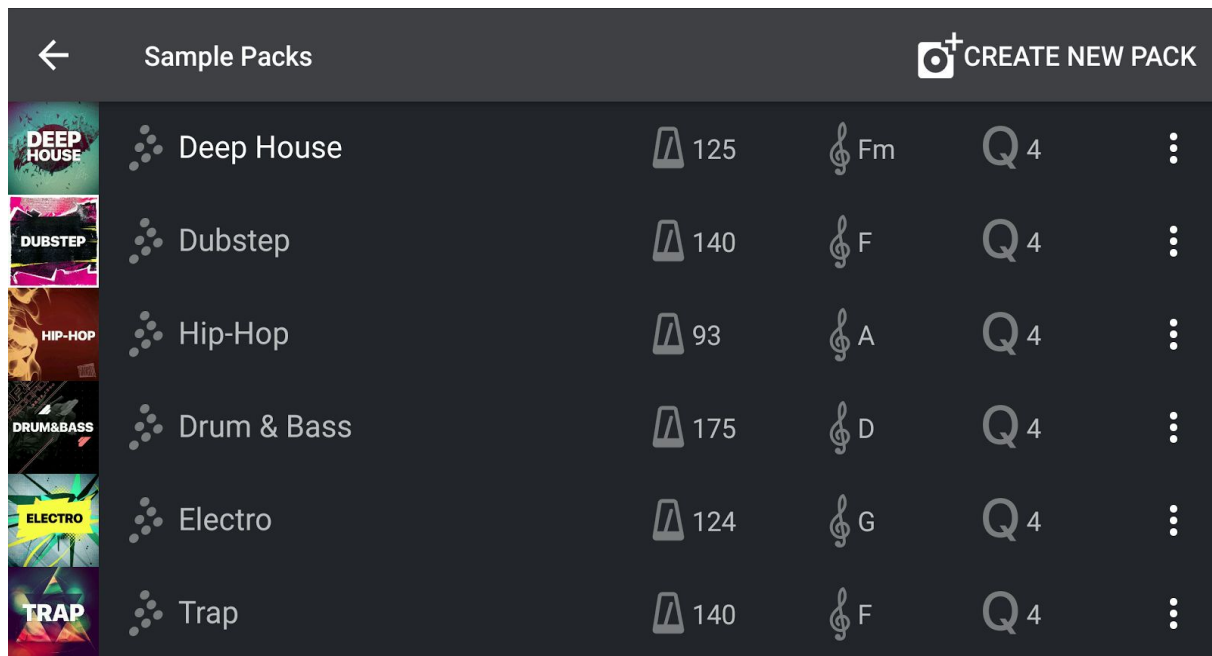 Sample Packs CREATE NEW PACK
DEEP
HOUSE
Deep House 125 Fm Q 4
DUBSTEP Dubstep 140 F Q 4
HIP-HOP Hip-Hop 93 A Q 4
DRUM&BASS Drum & Bass 175 D Q 4
ELECTRO Electro 124 G Q 4
TRAP Trap 140 F Q 4